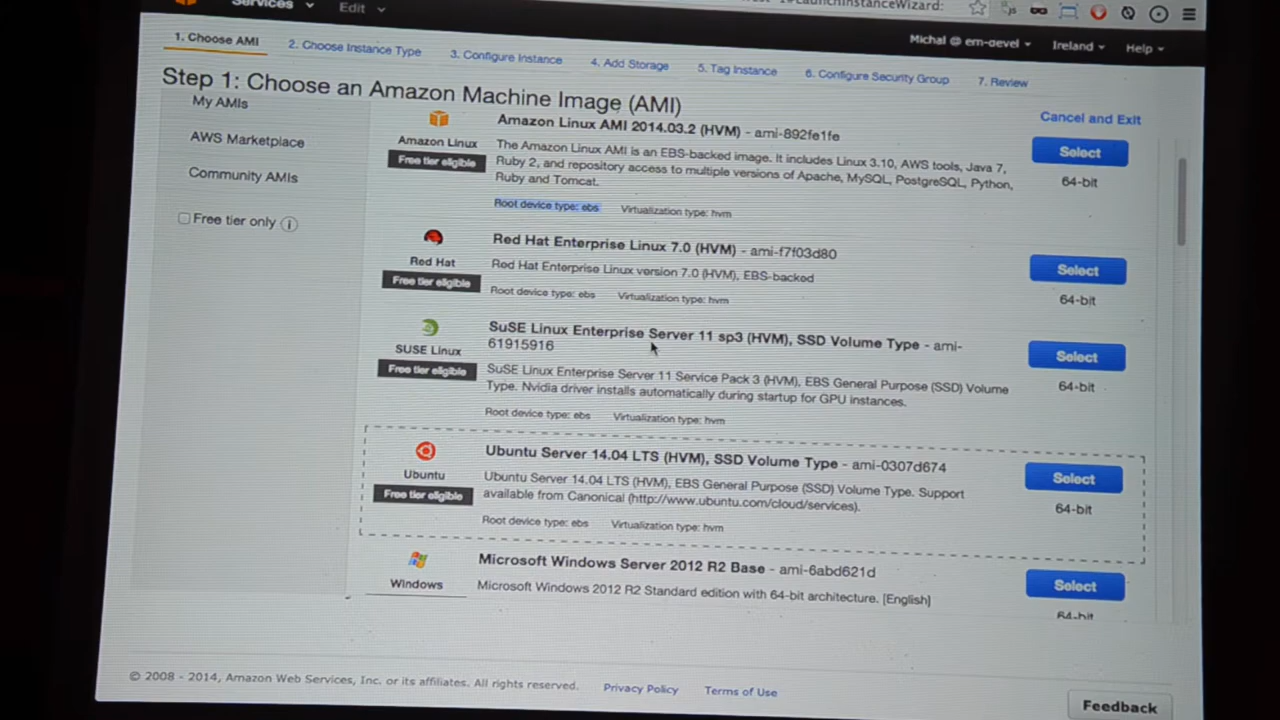 Services
Edit
Michal @ em-devel
Ireland
Help
1. Choose AMI
2. Choose Instance Type
3. Configure Instance
4. Add Storage
5. Tag Instance
6. Configure Security Group
7. Review
Step 1: Choose an Amazon Machine Image (AMI)
Cancel and Exit
My AMIs
AWS Marketplace
Community AMIs
Free tier only
Amazon Linux
Free tier eligible
Amazon Linux AMI 2014.03.2 (HVM) - ami-892fe1fe
The Amazon Linux AMI is an EBS-backed image. It includes Linux 3.10, AWS tools, Java 7,
Ruby 2, and repository access to multiple versions of Apache, MySQL, PostgreSQL, Python,
Ruby and Tomcat.
Root device type: ebs Virtualization type: hvm
Select
64-bit
Red Hat
Free tier eligible
Red Hat Enterprise Linux 7.0 (HVM) - ami-f7f03d80
Red Hat Enterprise Linux version 7.0 (HVM), EBS-backed
Root device type: ebs Virtualization type: hvm
Select
64-bit
SUSE Linux
Free tier eligible
SuSE Linux Enterprise Server 11 sp3 (HVM), SSD Volume Type - ami-
61915916
SuSE Linux Enterprise Server 11 Service Pack 3 (HVM), EBS General Purpose (SSD) Volume
Type. Nvidia driver installs automatically during startup for GPU instances.
Root device type: ebs Virtualization type: hvm
Select
64-bit
Ubuntu
Free tier eligible
Ubuntu Server 14.04 LTS (HVM), SSD Volume Type - ami-0307d674
Ubuntu Server 14.04 LTS (HVM), EBS General Purpose (SSD) Volume Type. Support
available from Canonical (http://www.ubuntu.com/cloud/services).
Root device type: ebs Virtualization type: hvm
Select
64-bit
Windows
Microsoft Windows Server 2012 R2 Base - ami-6abd621d
Microsoft Windows 2012 R2 Standard edition with 64-bit architecture. [English]
Select
64-bit
© 2008 - 2014, Amazon Web Services, Inc. or its affiliates. All rights reserved.
Privacy Policy
Terms of Use
Feedback